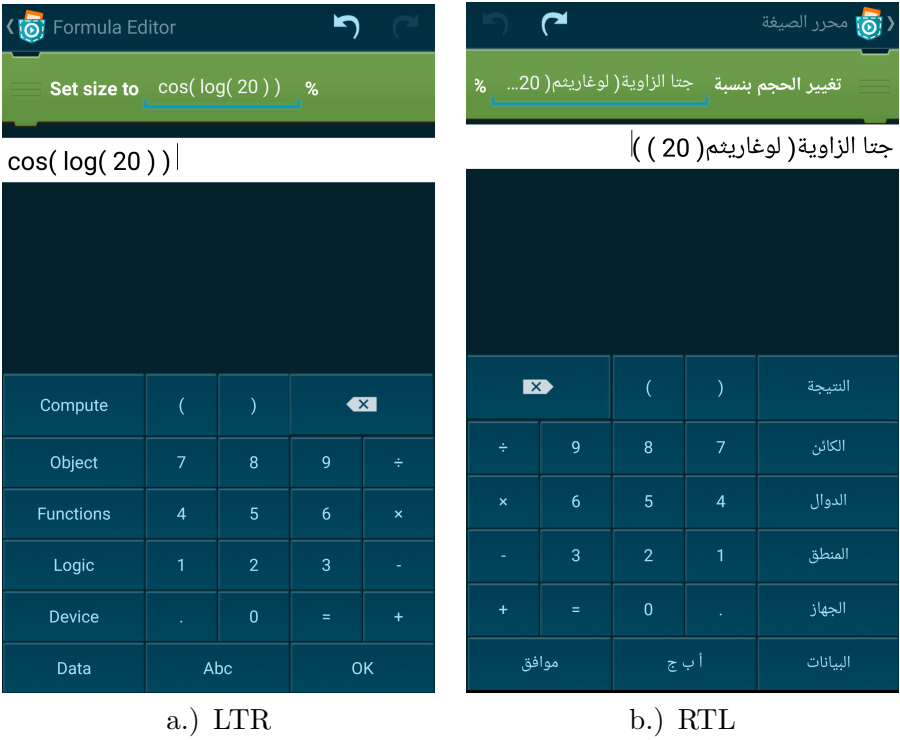 Formula Editor
Set size to cos( log( 20 ) ) %
cos( log( 20 ) )
Compute ( )
Object 7 8 9 ÷
Functions 4 5 6 ×
Logic 1 2 3 -
Device . 0 = +
Data Abc OK
a.) LTR
محرر الصيغة
تغيير الحجم بنسبة جتا الزاوية( لوغاريثم( 20... %
جتا الزاوية( لوغاريثم( 20 ) )
النتيجة ( )
الكائن 7 8 9 ÷
الدوال 4 5 6 ×
المنطق 1 2 3 -
الجهاز . 0 = +
البيانات أ ب ج موافق
b.) RTL